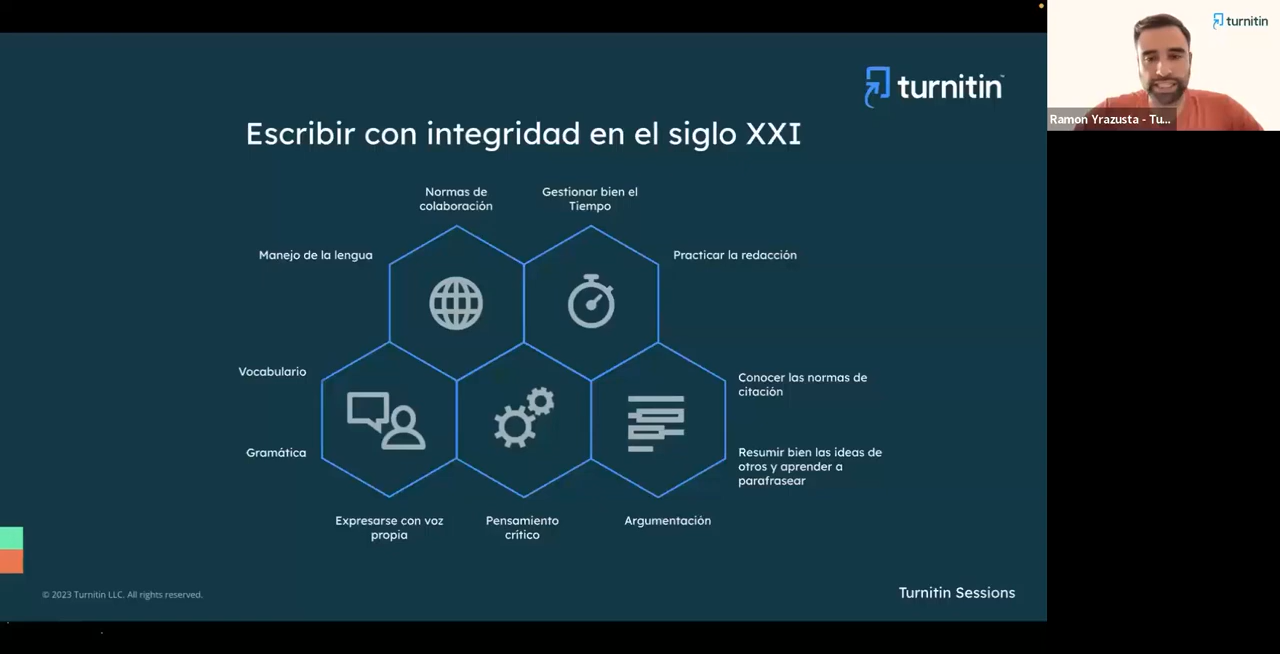 turnitin
turnitin
Ramon Yrazusta - Tu...
Escribir con integridad en el siglo XXI
Normas de
colaboración
Gestionar bien el
Tiempo
Manejo de la lengua
Practicar la redacción
Vocabulario
Conocer las normas de
citación
Gramática
Resumir bien las ideas de
otros y aprender a
parafrasear
Expresarse con voz
propia
Pensamiento
crítico
Argumentación
© 2023 Turnitin LLC. All rights reserved.
Turnitin Sessions